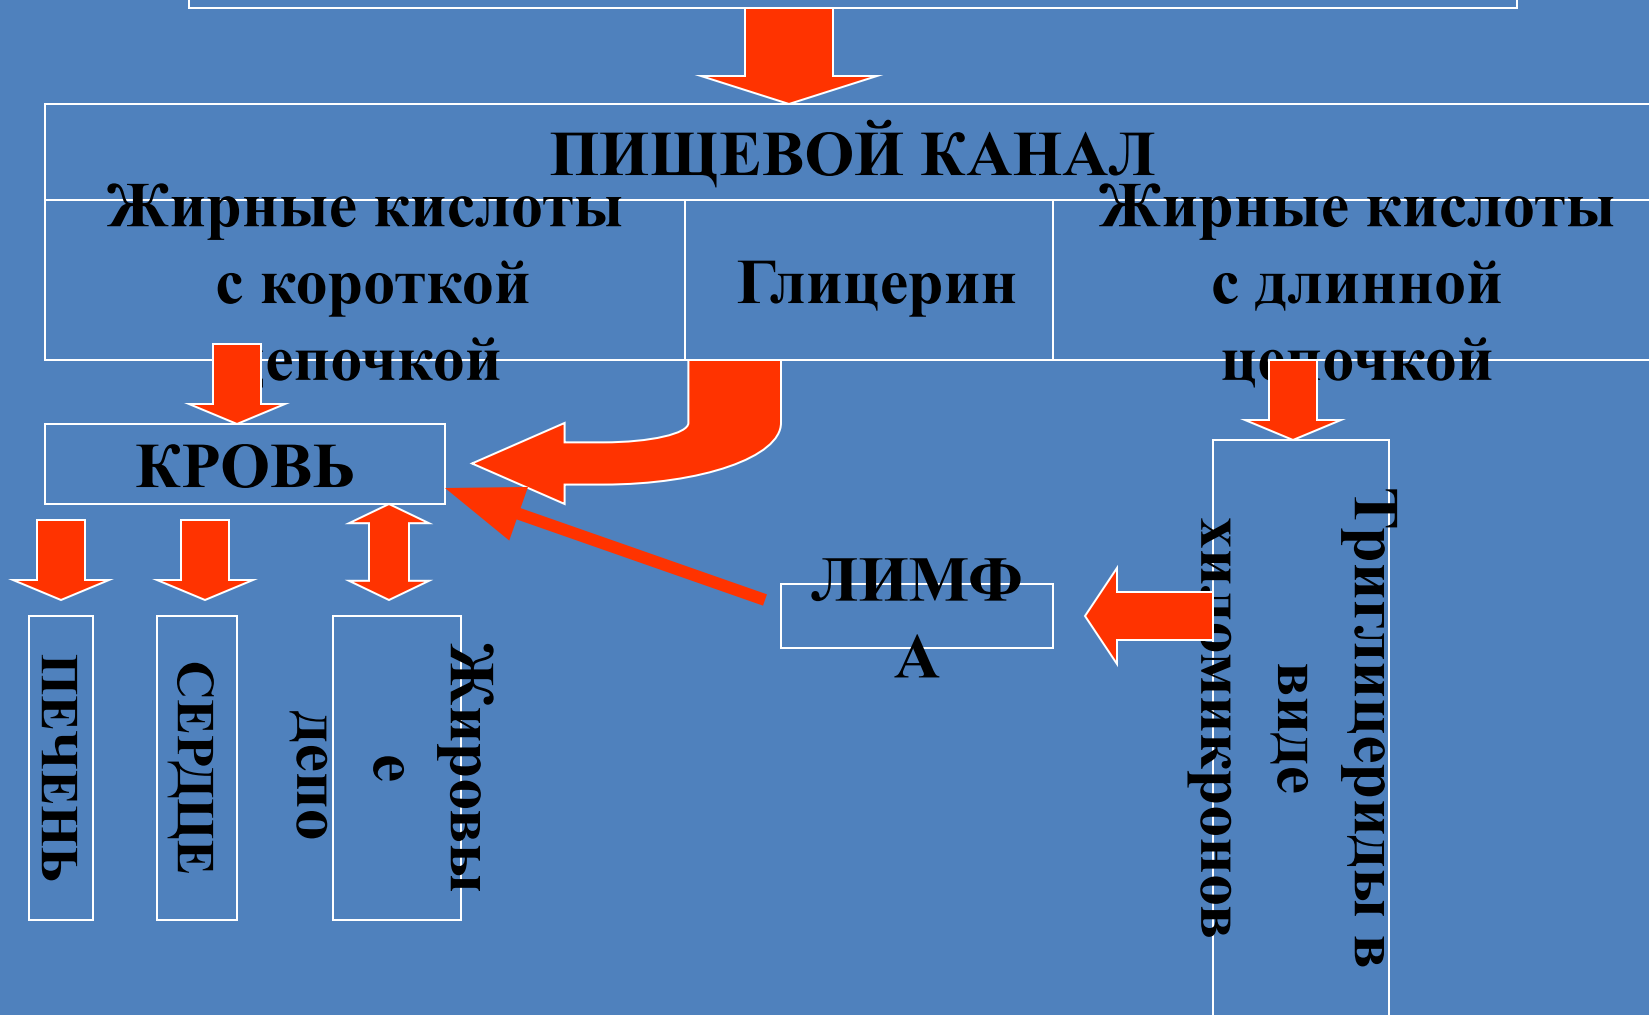 ПИЩЕВОЙ КАНАЛ
Жирные кислоты
с короткой
цепочкой
Глицерин
Жирные кислоты
с длинной
цепочкой
КРОВЬ
ЛИМФ
А
Триглицериды в
виде
хиломикронов
ПЕЧЕНЬ
СЕРДЦЕ
Жировы
е
депо